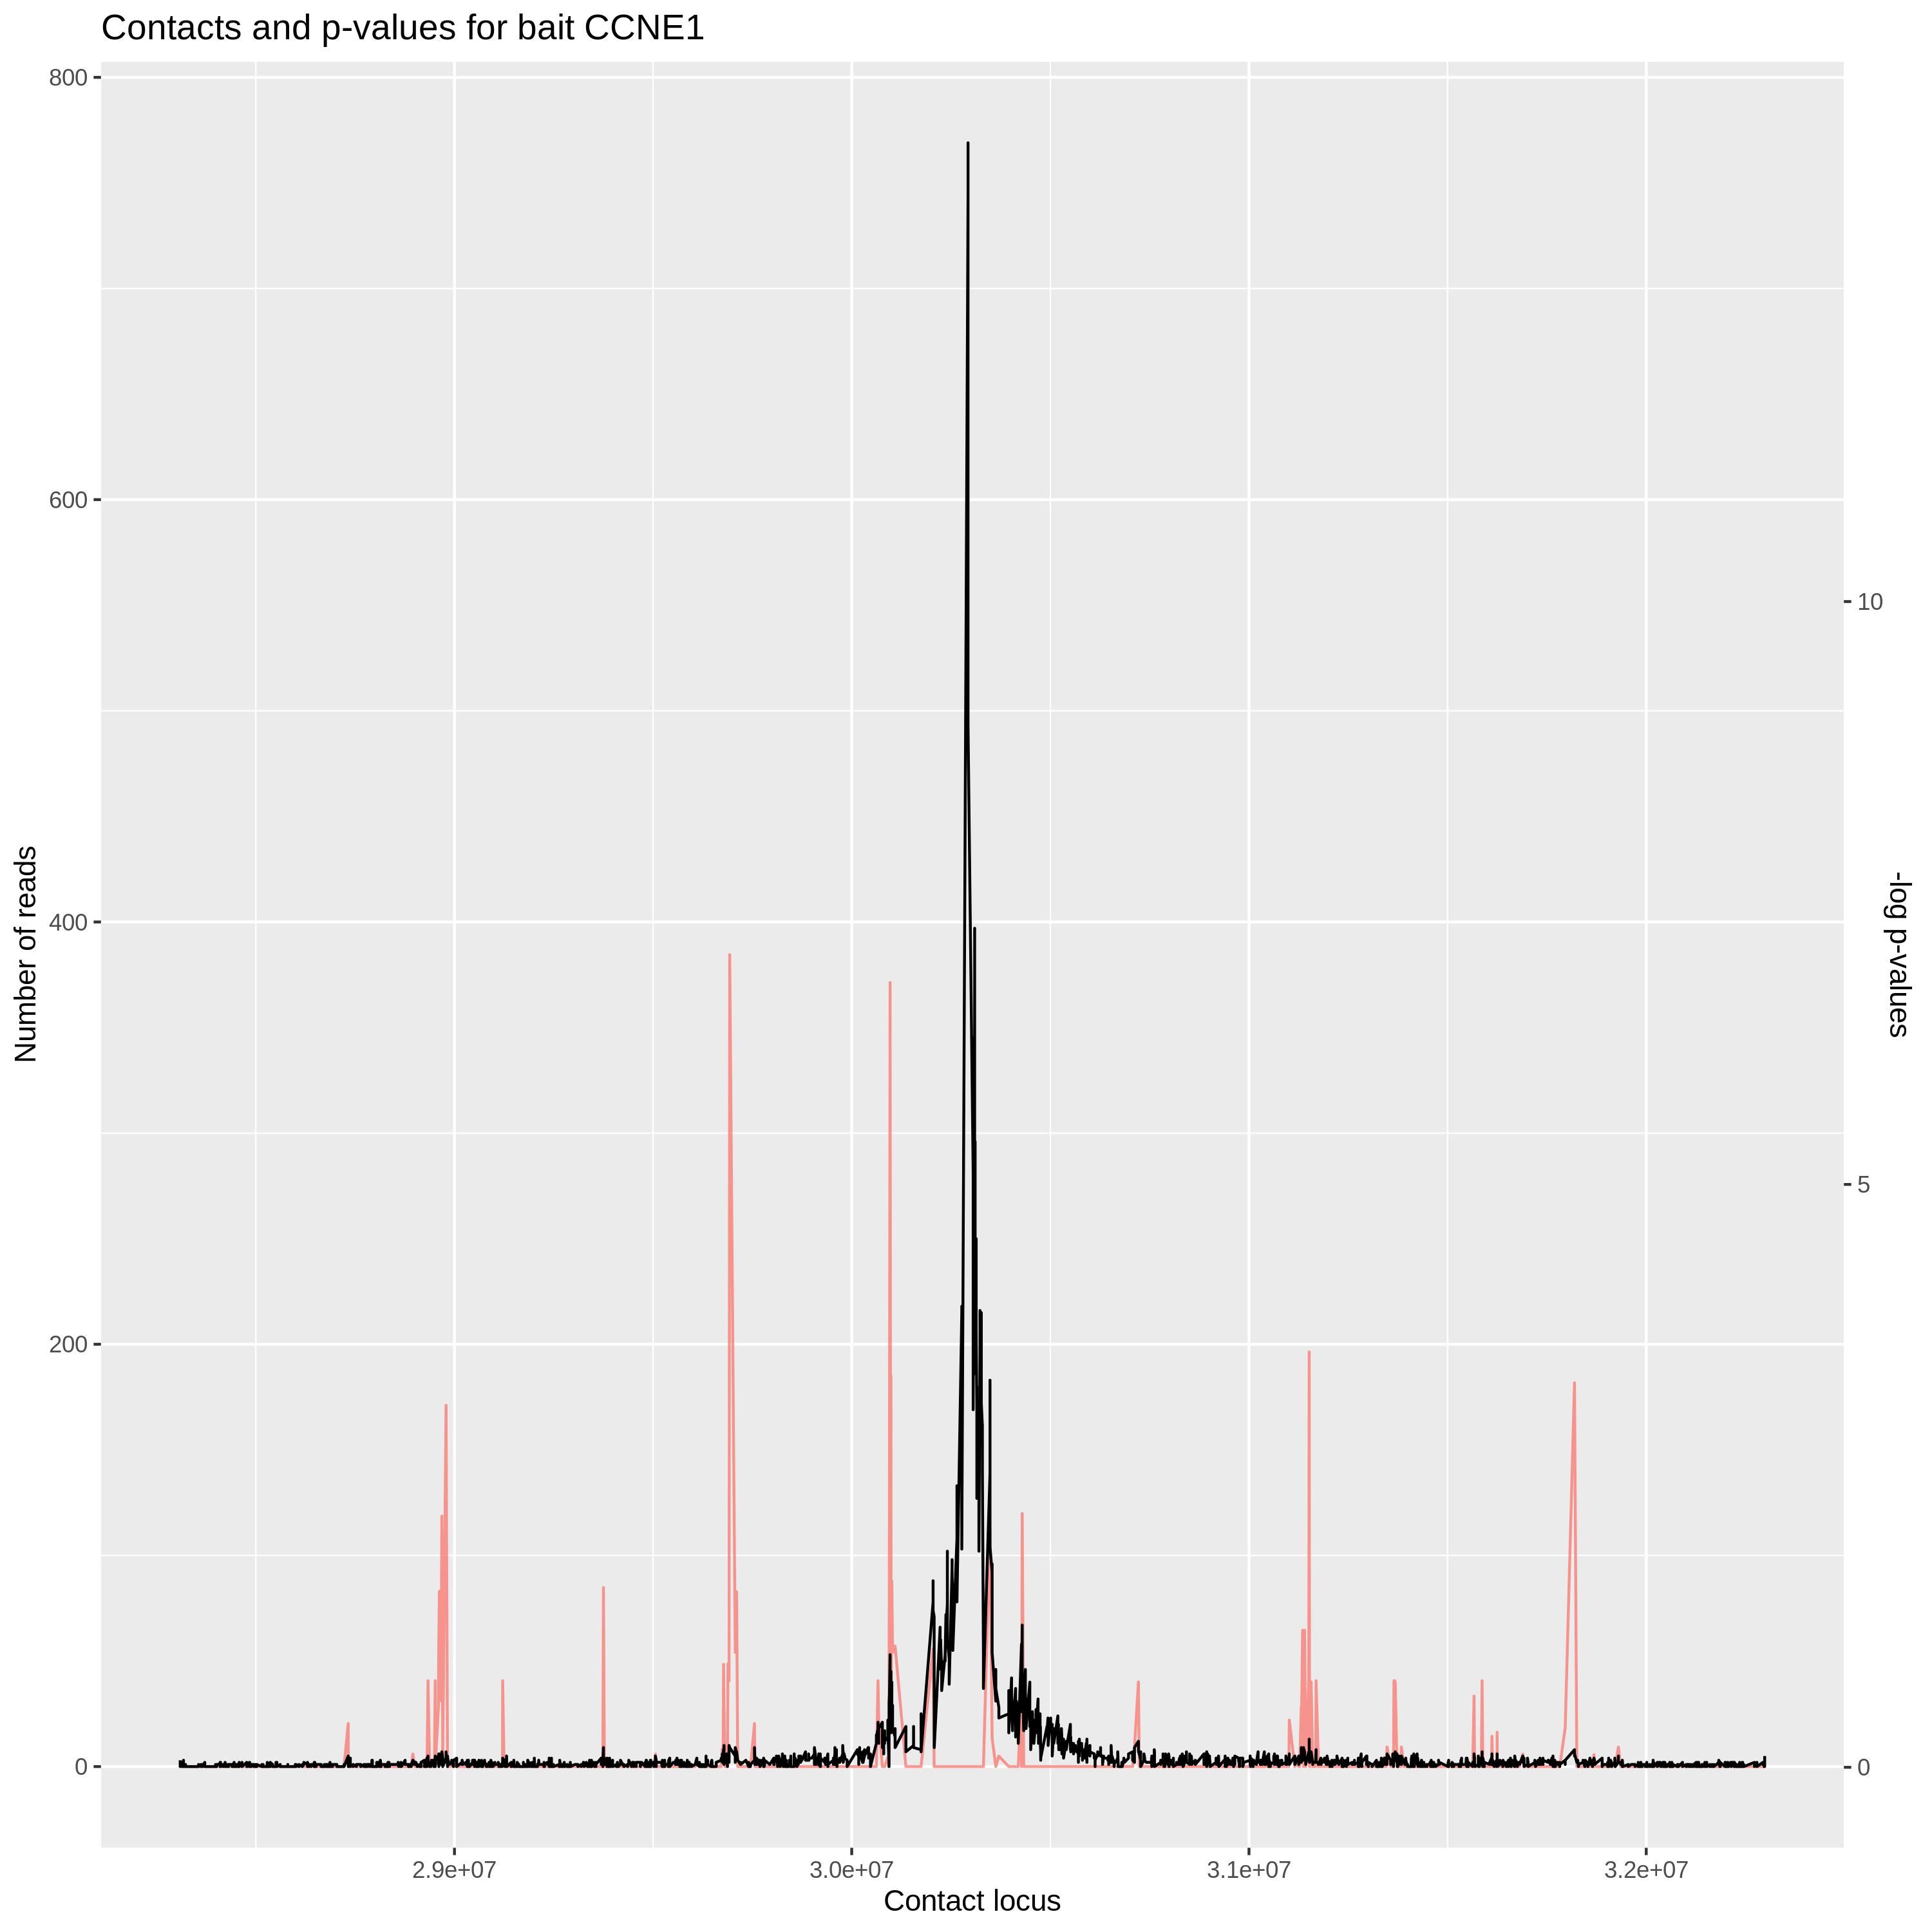 Contacts and p-values for bait CCNE1
800
600
400
200
0
Number of reads
10
5
0
-log p-values
2.9e+07
3.0e+07
3.1e+07
3.2e+07
Contact locus